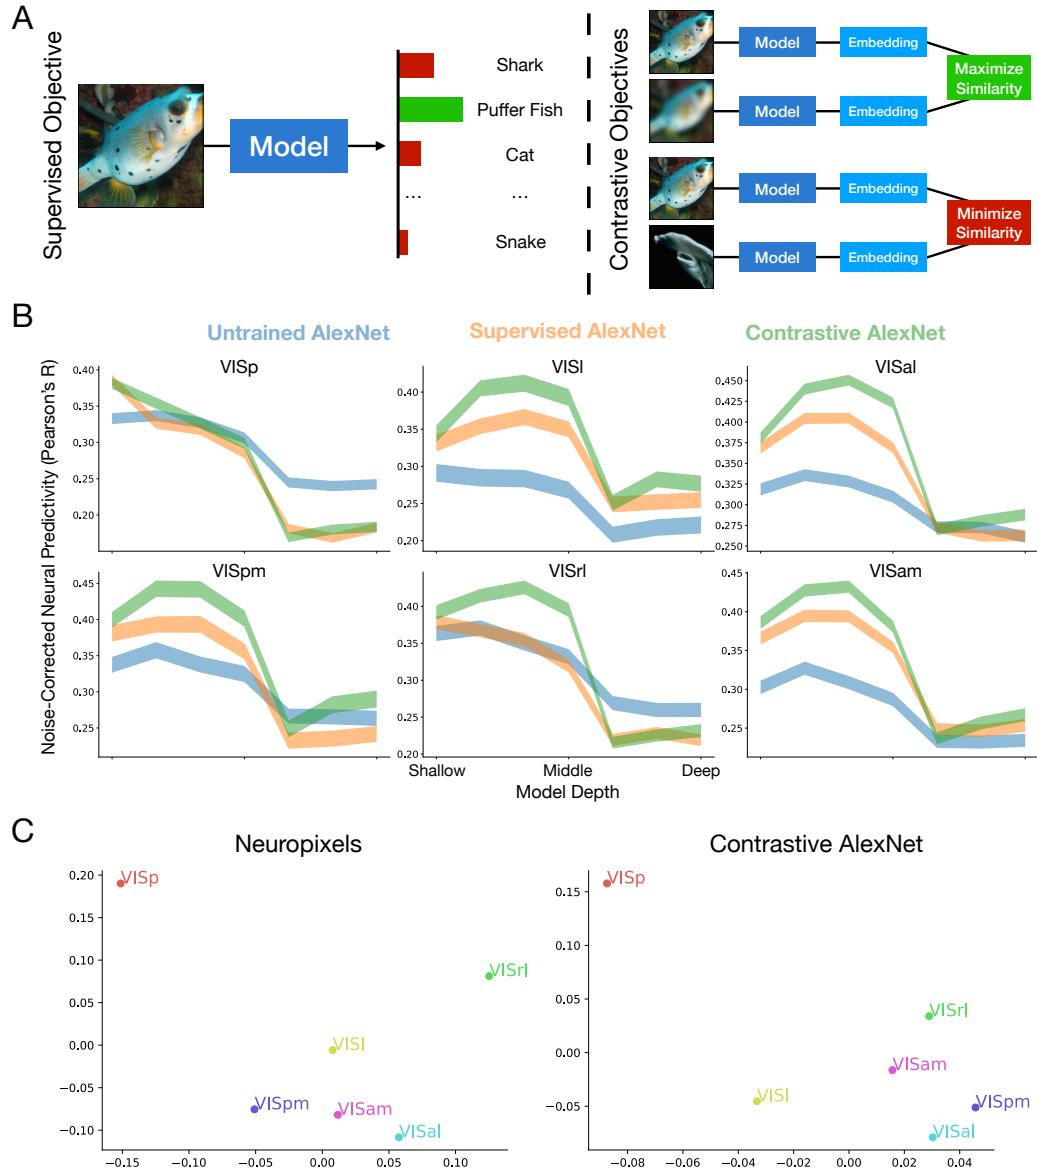 A
Supervised Objective
Model
Shark
Puffer Fish
Cat
...
...
Snake
Contrastive Objectives
Model
Embedding
Model
Embedding
Maximize
Similarity
Model
Embedding
Model
Embedding
Minimize
Similarity
B
Untrained AlexNet
Supervised AlexNet
Contrastive AlexNet
Noise-Corrected Neural Predictivity (Pearson's R)
VISp
0.40
0.35
0.30
0.25
0.20
VISl
0.40
0.35
0.30
0.25
0.20
VISal
0.450
0.425
0.400
0.375
0.350
0.325
0.300
0.275
0.250
VISpm
0.45
0.40
0.35
0.30
0.25
VISrl
0.40
0.35
0.30
0.25
0.20
Shallow
Middle
Deep
Model Depth
VISam
0.45
0.40
0.35
0.30
0.25
C
Neuropixels
0.20
0.15
0.10
0.05
0.00
−0.05
−0.10
VISp
VISrl
VISl
VISpm
VISam
VISal
−0.15
−0.10
−0.05
0.00
0.05
0.10
Contrastive AlexNet
0.15
0.10
0.05
0.00
−0.05
VISp
VISrl
VISam
VISl
VISpm
VISal
−0.08
−0.06
−0.04
−0.02
0.00
0.02
0.04